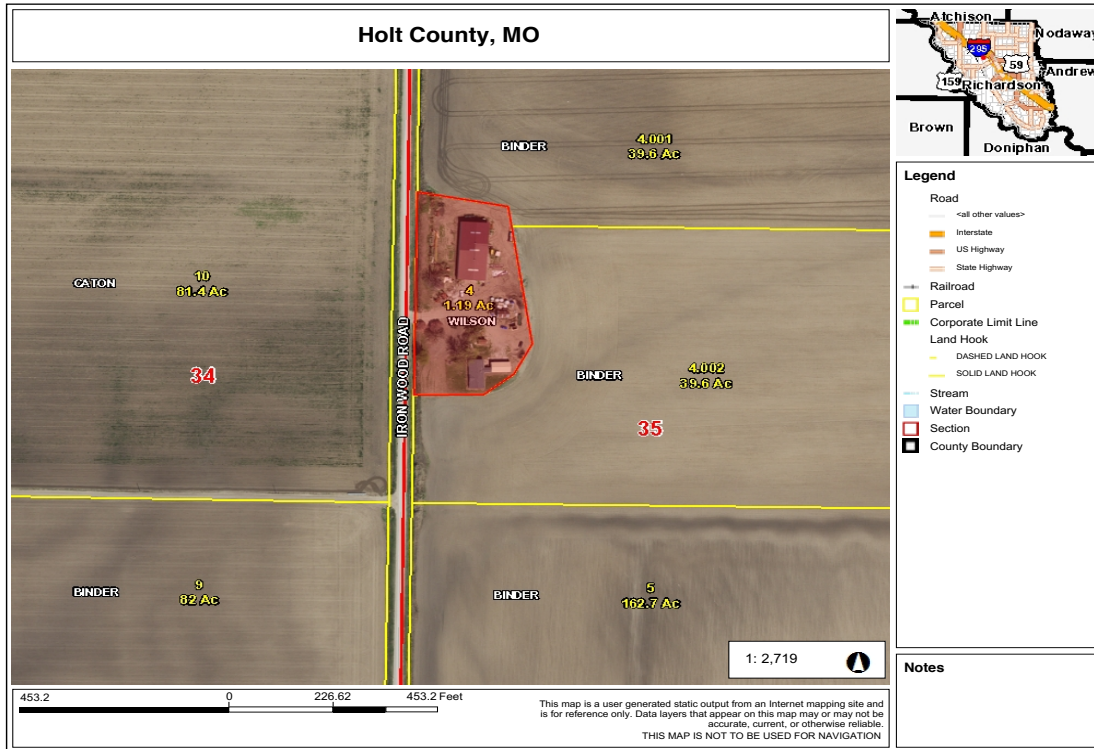 Holt County, MO
Atchison
Nodaway
295
59
Andrew
159
Richardson
Brown
Doniphan
BINDER
4.001
39.6 Ac
CATON
10
81.4 Ac
4
1.19 Ac
WILSON
IRON WOOD ROAD
34
BINDER
4.002
39.6 Ac
35
BINDER
9
82 Ac
BINDER
5
162.7 Ac
1: 2,719
Legend
Road
<all other values>
Interstate
US Highway
State Highway
Railroad
Parcel
Corporate Limit Line
Land Hook
DASHED LAND HOOK
SOLID LAND HOOK
Stream
Water Boundary
Section
County Boundary
Notes
453.2 0 226.62 453.2 Feet
This map is a user generated static output from an Internet mapping site and
is for reference only. Data layers that appear on this map may or may not be
accurate, current, or otherwise reliable.
THIS MAP IS NOT TO BE USED FOR NAVIGATION